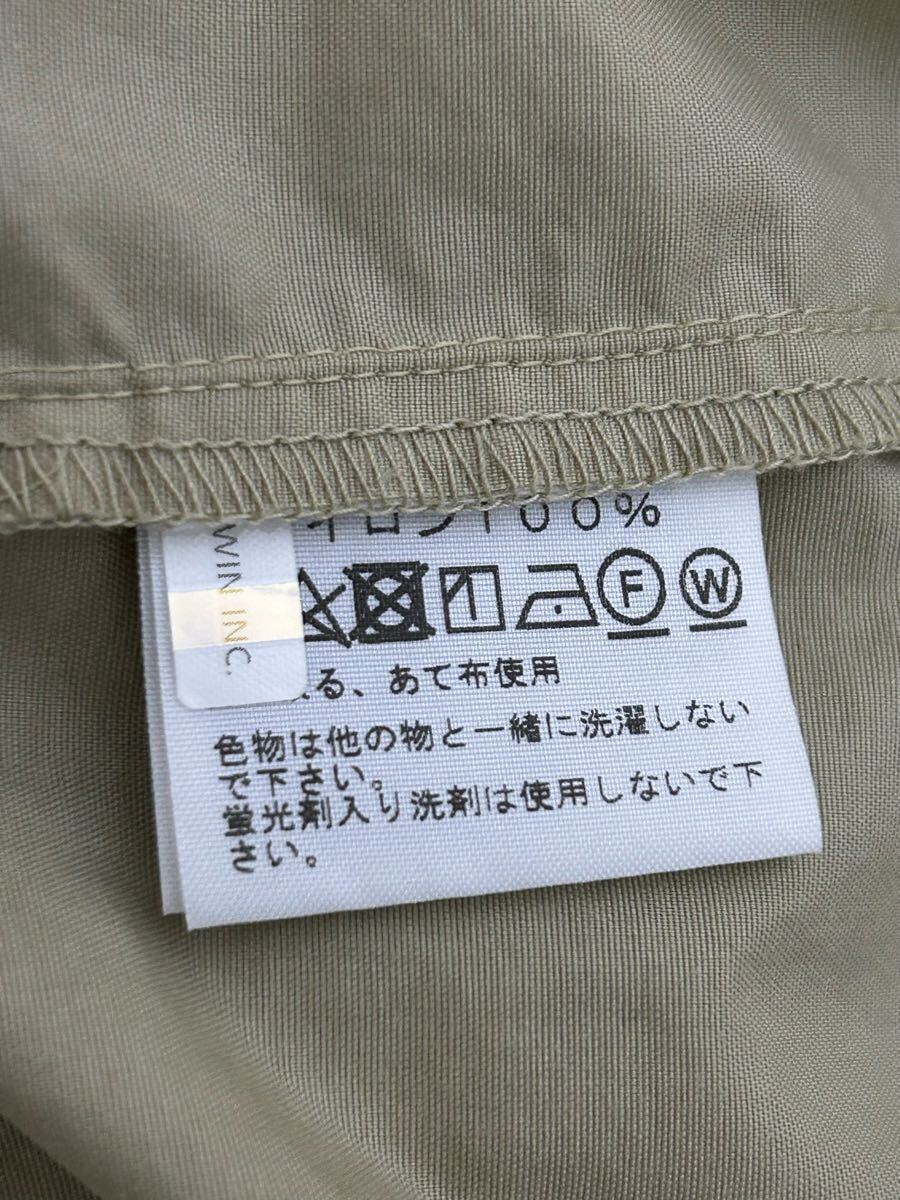 イロン100%
F W
る、あて布使用
色物は他の物と一緒に洗濯しない
で下さい。
蛍光剤入り洗剤は使用しないで下
さい。
WIN INC.